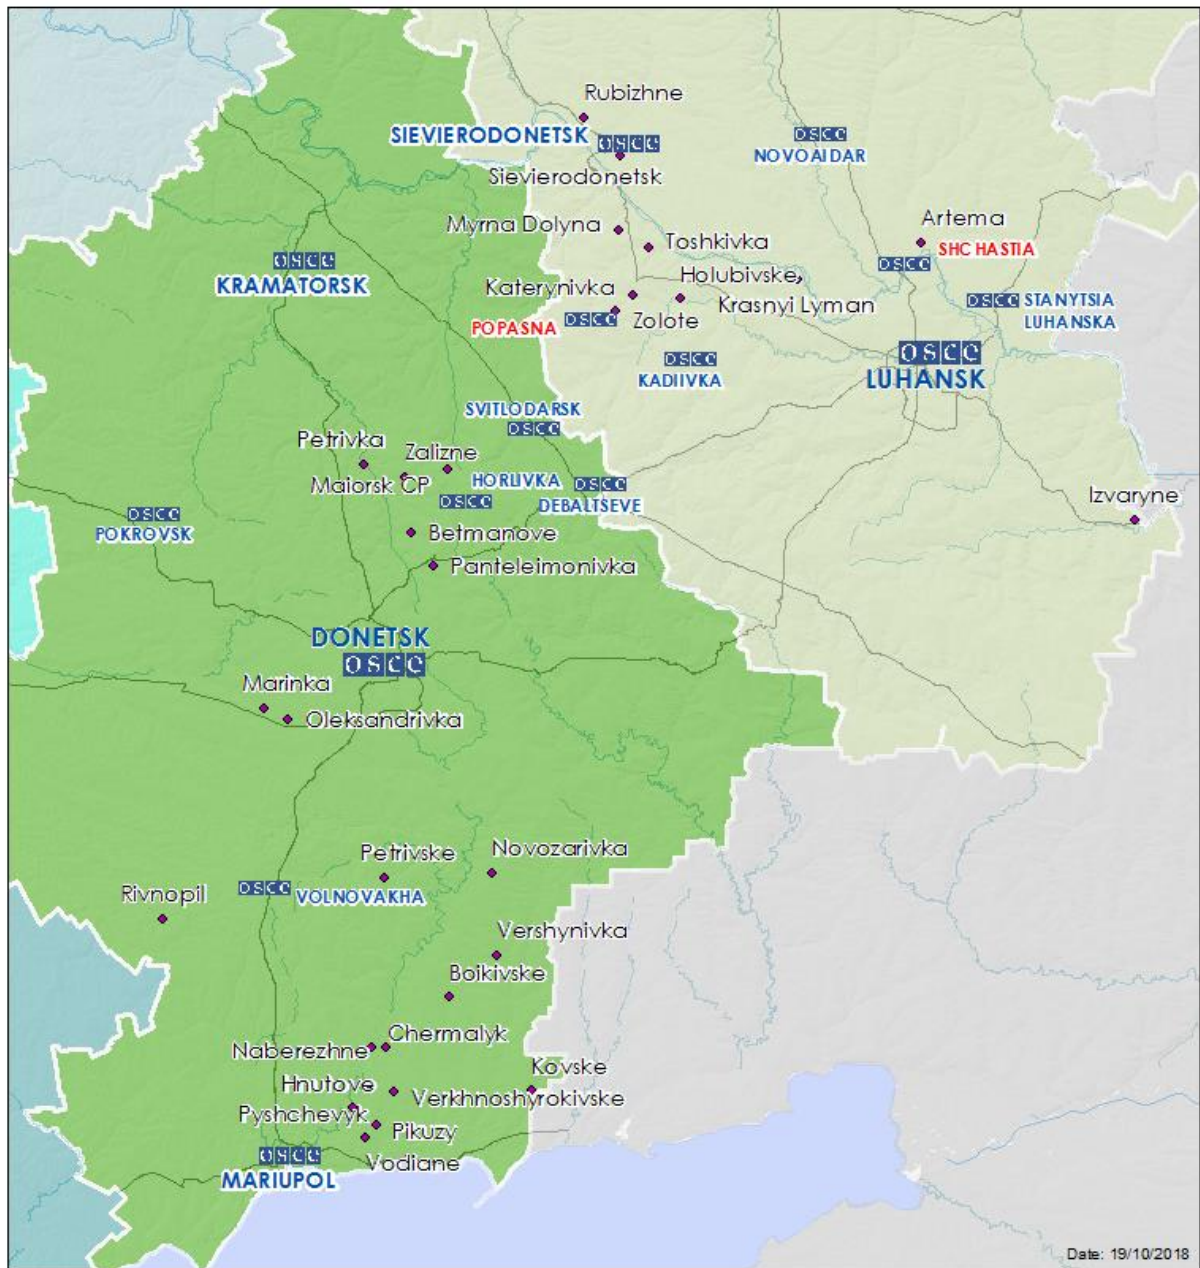 Rubizhne
SIEVIERODONETSK
OSCE
Sievierodonetsk
OSCE
NOVOAIDAR
Myrna Dolyna
Toshkivka
Artema
SHCHASTIA
OSCE
OSCE
KRAMATORSK
Katerynivka
Holubivske
Krasnyi Lyman
Zolote
POPASNA
OSCE
OSCE
STANYTSIA
LUHANSKA
OSCE
KADIIVKA
OSCE
LUHANSK
SVITLODARSK
OSCE
Petrivka
Zalizne
Maiorsk CP
HORLIVKA
OSCE
OSCE
DEBALTSEVE
Izvaryne
OSCE
POKROVSK
Betmanove
Panteleimonivka
DONETSK
OSCE
Marinka
Oleksandrivka
Petrivske
Novozarivka
Rivnopil
OSCE
VOLNOVAKHA
Vershynivka
Boikivske
Naberezhne
Chermalyk
Kovske
Hnutove
Verkhnoshyrokivske
Pyshchevyk
Pikuzy
Vodiane
OSCE
MARIUPOL
Date: 19/10/2018